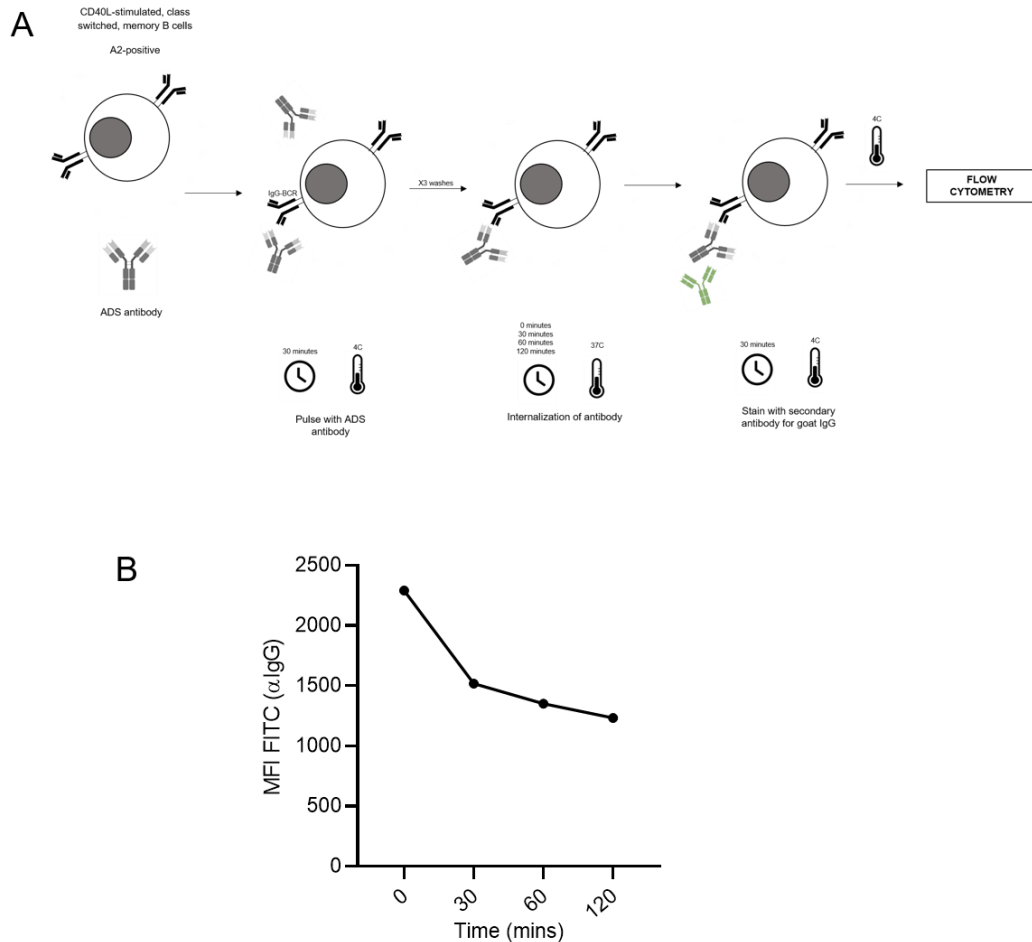 A
CD40L-stimulated, class
switched, memory B cells
A2-positive
ADS antibody
IgG-BCR
X3 washes
4C
FLOW
CYTOMETRY
30 minutes
4C
Pulse with ADS
antibody
0 minutes
30 minutes
60 minutes
120 minutes
37C
Internalization of antibody
30 minutes
4C
Stain with secondary
antibody for goat IgG
B
MFI FITC (αIgG)
2500
2000
1500
1000
500
0
0
30
60
120
Time (mins)